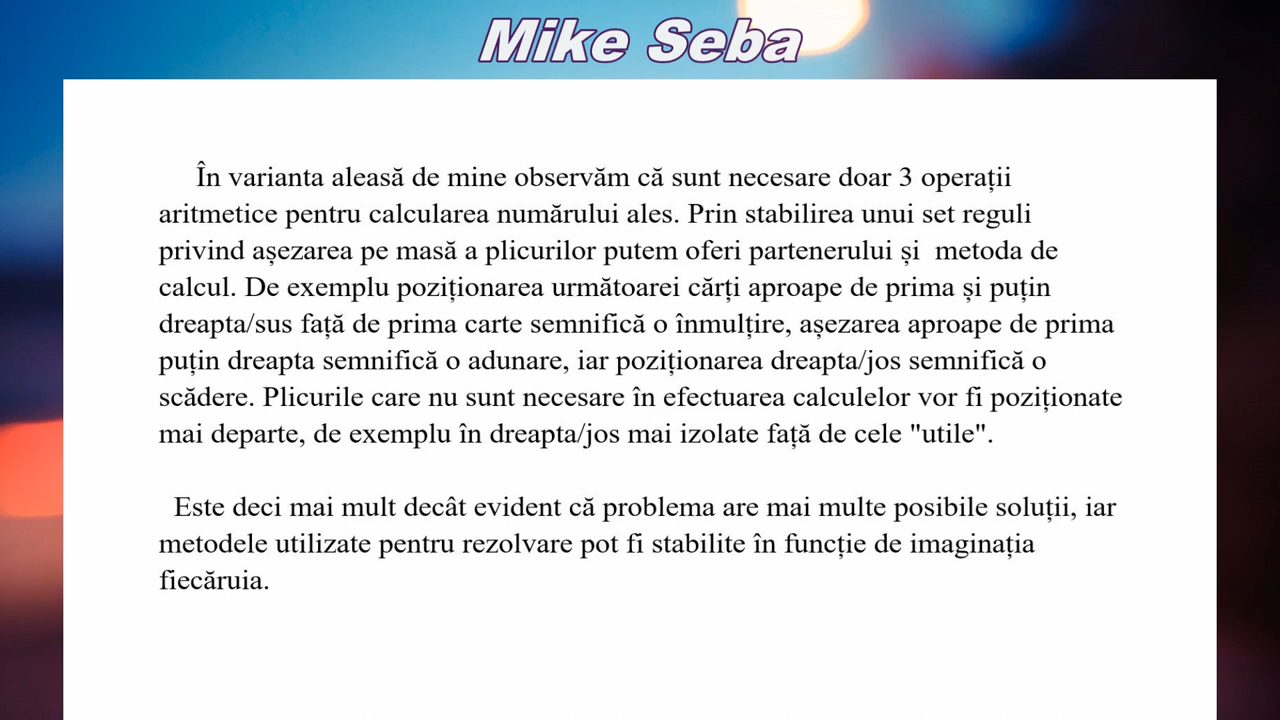 Mike Seba
În varianta aleasă de mine observăm că sunt necesare doar 3 operații
aritmetice pentru calcularea numărului ales. Prin stabilirea unui set reguli
privind așezarea pe masă a plicurilor putem oferi partenerului și  metoda de
calcul. De exemplu poziționarea următoarei cărți aproape de prima și puțin
dreapta/sus față de prima carte semnifică o înmulțire, așezarea aproape de prima
puțin dreapta semnifică o adunare, iar poziționarea dreapta/jos semnifică o
scădere. Plicurile care nu sunt necesare în efectuarea calculelor vor fi poziționate
mai departe, de exemplu în dreapta/jos mai izolate față de cele "utile".
Este deci mai mult decât evident că problema are mai multe posibile soluții, iar
metodele utilizate pentru rezolvare pot fi stabilite în funcție de imaginația
fiecăruia.